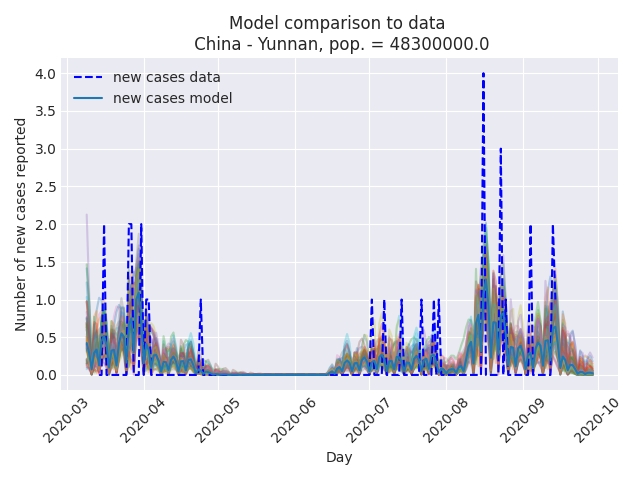 Model comparison to data
China - Yunnan, pop. = 48300000.0
new cases data
new cases model
Number of new cases reported
4.0
3.5
3.0
2.5
2.0
1.5
1.0
0.5
0.0
2020-03
2020-04
2020-05
2020-06
2020-07
2020-08
2020-09
2020-10
Day